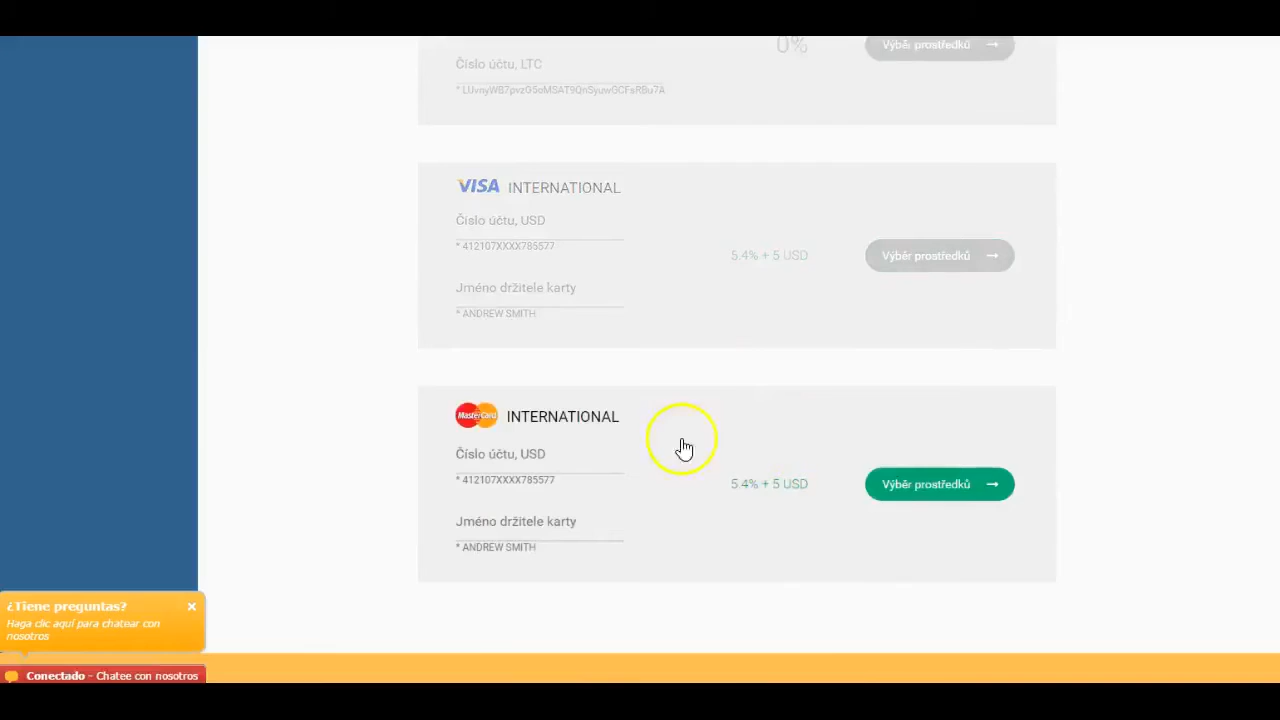 0%
Výběr prostředků
Číslo účtu, LTC
VISA INTERNATIONAL
Číslo účtu, USD
* 412107XXXX785577
5.4% + 5 USD
Výběr prostředků
Jméno držitele karty
* ANDREW SMITH
MasterCard INTERNATIONAL
Číslo účtu, USD
* 412107XXXX785577
5.4% + 5 USD
Výběr prostředků
Jméno držitele karty
* ANDREW SMITH
¿Tiene preguntas?
Haga clic aquí para chatear con
nosotros
Conectado - Chatee con nosotros